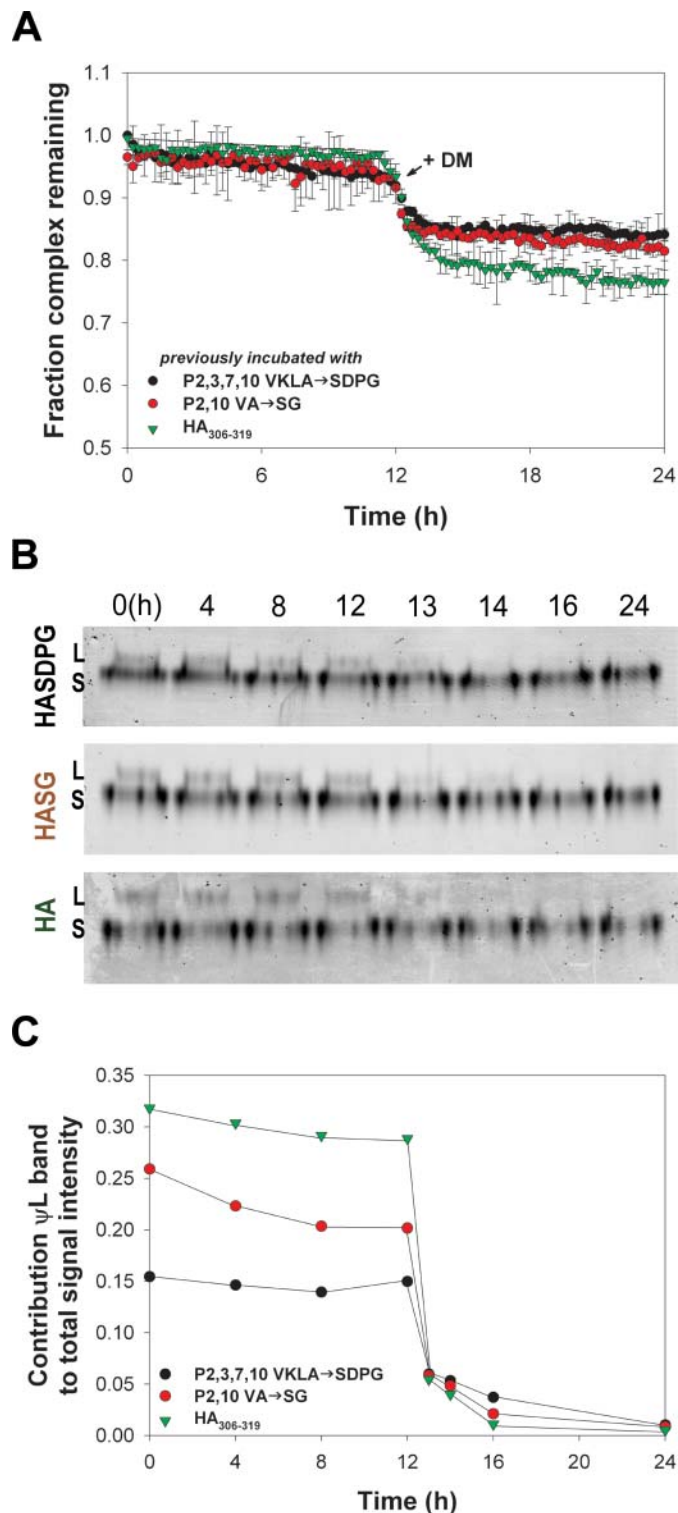 A
1.1
1.0
0.9
0.8
0.7
0.6
0.5
Fraction complex remaining
+ DM
previously incubated with
P2,3,7,10 VKLA→SDPG
P2,10 VA→SG
HA306-319
0 6 12 18 24
Time (h)
B
0(h) 4 8 12 13 14 16 24
HASDPG
L
S
HASG
L
S
HA
L
S
C
0.35
0.30
0.25
0.20
0.15
0.10
0.05
0.00
Contribution ψL band
to total signal intensity
P2,3,7,10 VKLA→SDPG
P2,10 VA→SG
HA306-319
0 4 8 12 16 20 24
Time (h)